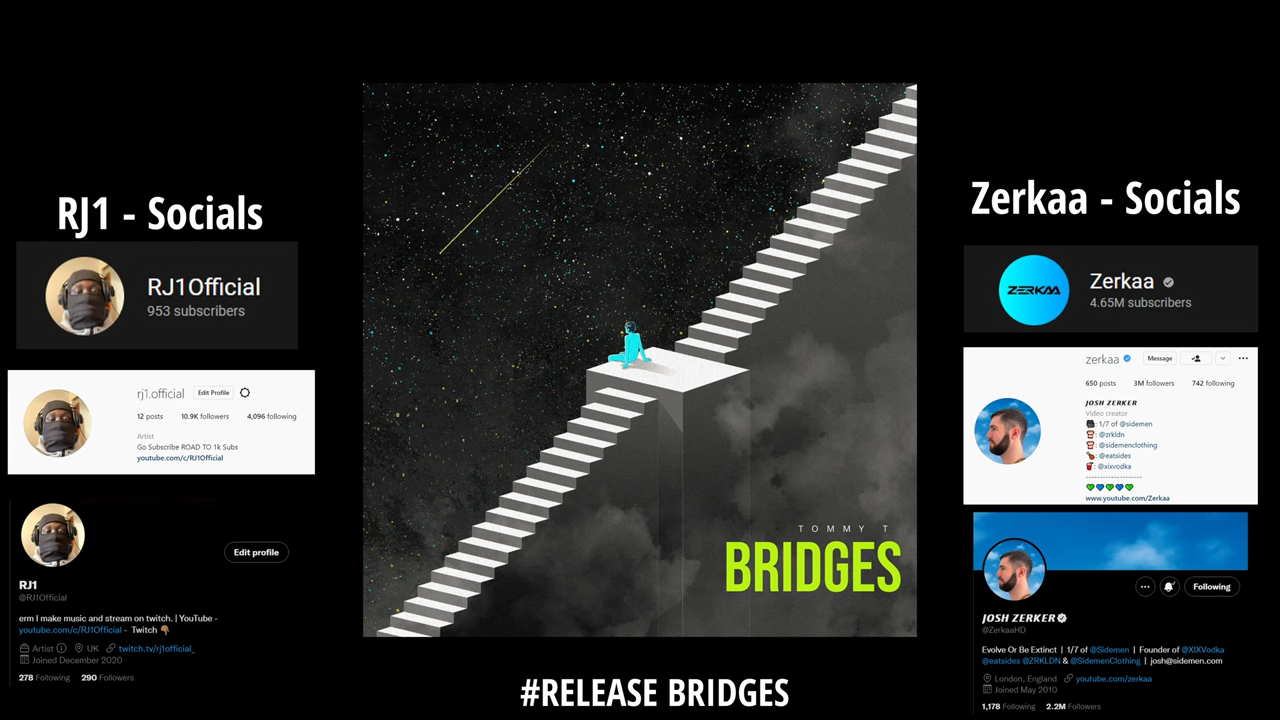 RJ1 - Socials
RJ1Official
953 subscribers
rj1.official Edit Profile
12 posts 10.9K followers 4,096 following
Artist
Go Subscribe ROAD TO 1k Subs
youtube.com/c/RJ1Official
Edit profile
RJ1
@RJ1Official
erm I make music and stream on twitch. | YouTube -
youtube.com/c/RJ1Official - Twitch
Artist UK twitch.tv/rj1official_
Joined December 2020
278 Following 290 Followers
TOMMY T
BRIDGES
#RELEASE BRIDGES
Zerkaa - Socials
ZERKAA
Zerkaa
4.65M subscribers
zerkaa Message
650 posts 3M followers 742 following
JOSH ZERKER
Video creator
: 1/7 of @sidemen
: @zrkldn
: @sidemenclothing
: @eatsides
: @xixvodka
--------------------
www.youtube.com/Zerkaa
Following
JOSH ZERKER
@ZerkaaHD
Evolve Or Be Extinct | 1/7 of @Sidemen | Founder of @XIXVodka
@eatsides @ZRKLDN & @SidemenClothing | josh@sidemen.com
London, England youtube.com/zerkaa
Joined May 2010
1,178 Following 2.2M Followers